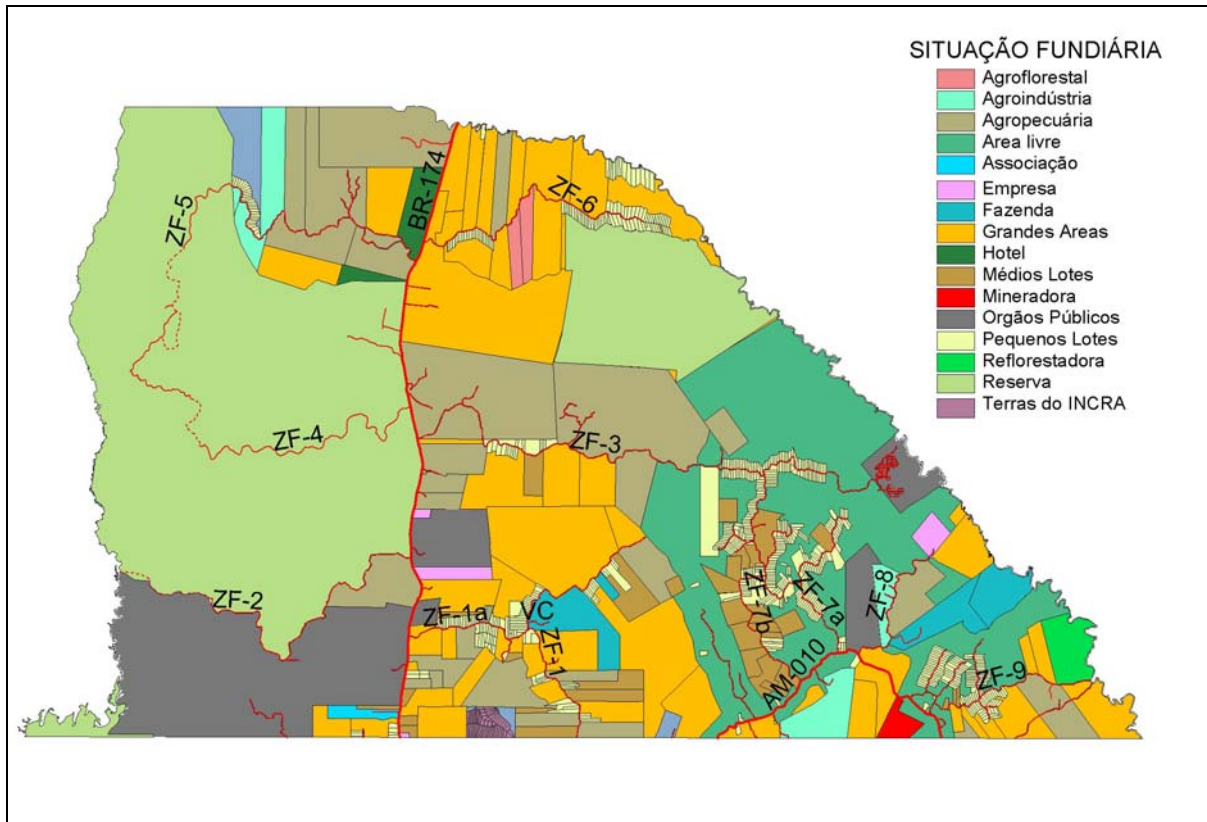 SITUAÇÃO FUNDIÁRIA
Agroflorestal
Agroindústria
Agropecuária
Area livre
Associação
Empresa
Fazenda
Grandes Areas
Hotel
Médios Lotes
Mineradora
Orgãos Públicos
Pequenos Lotes
Reflorestadora
Reserva
Terras do INCRA
BR-174
ZF-5
ZF-6
ZF-4
ZF-3
ZF-2
ZF-1a
VC
ZF-1
ZF-7b
ZF-7a
ZF-8
AM-010
ZF-9